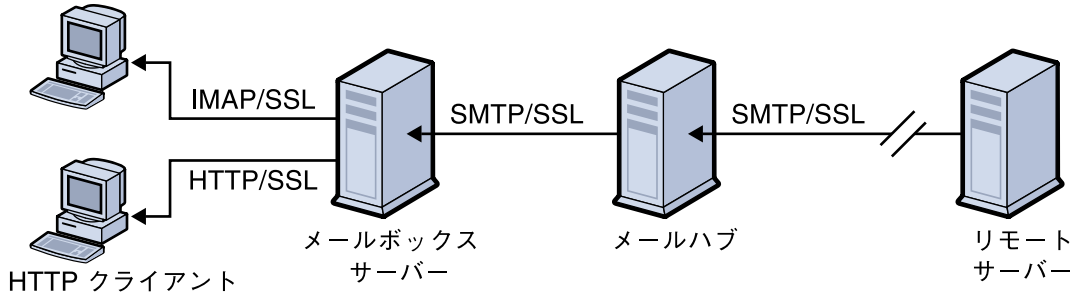 IMAP/SSL
SMTP/SSL
SMTP/SSL
HTTP/SSL
メールボックス
サーバー
メールハブ
リモート
サーバー
HTTP クライアント